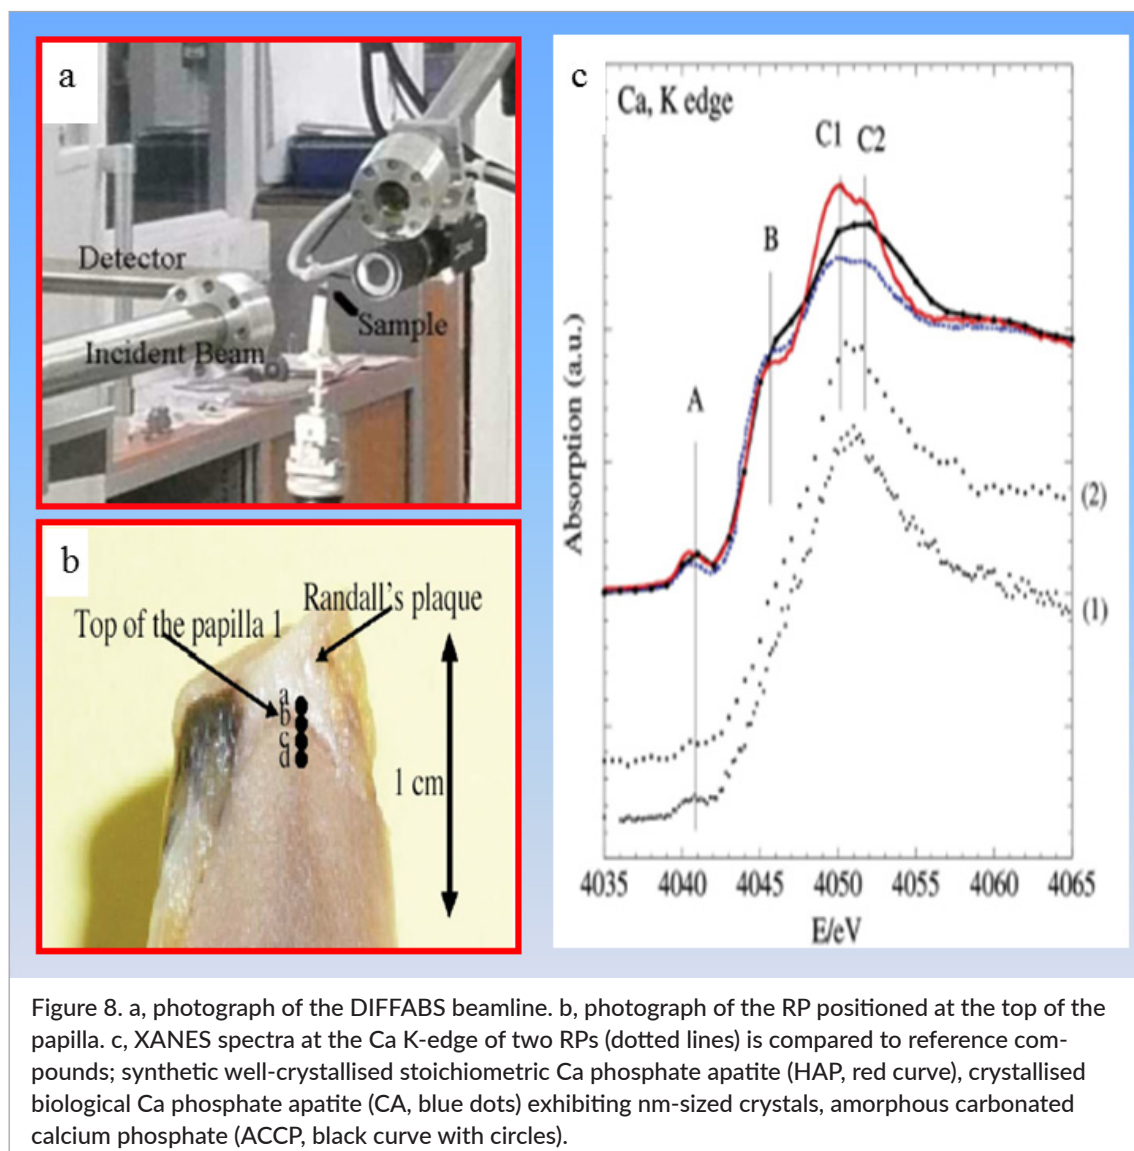 a
Detector
Incident Beam
Sample
b
Randall's plaque
Top of the papilla 1
a
b
c
d
1 cm
c
Ca, K edge
C1 C2
B
A
(2)
(1)
Absorption (a.u.)
4035 4040 4045 4050 4055 4060 4065
E/eV
Figure 8. a, photograph of the DIFFABS beamline. b, photograph of the RP positioned at the top of the
papilla. c, XANES spectra at the Ca K-edge of two RPs (dotted lines) is compared to reference com-
pounds; synthetic well-crystallised stoichiometric Ca phosphate apatite (HAP, red curve), crystallised
biological Ca phosphate apatite (CA, blue dots) exhibiting nm-sized crystals, amorphous carbonated
calcium phosphate (ACCP, black curve with circles).